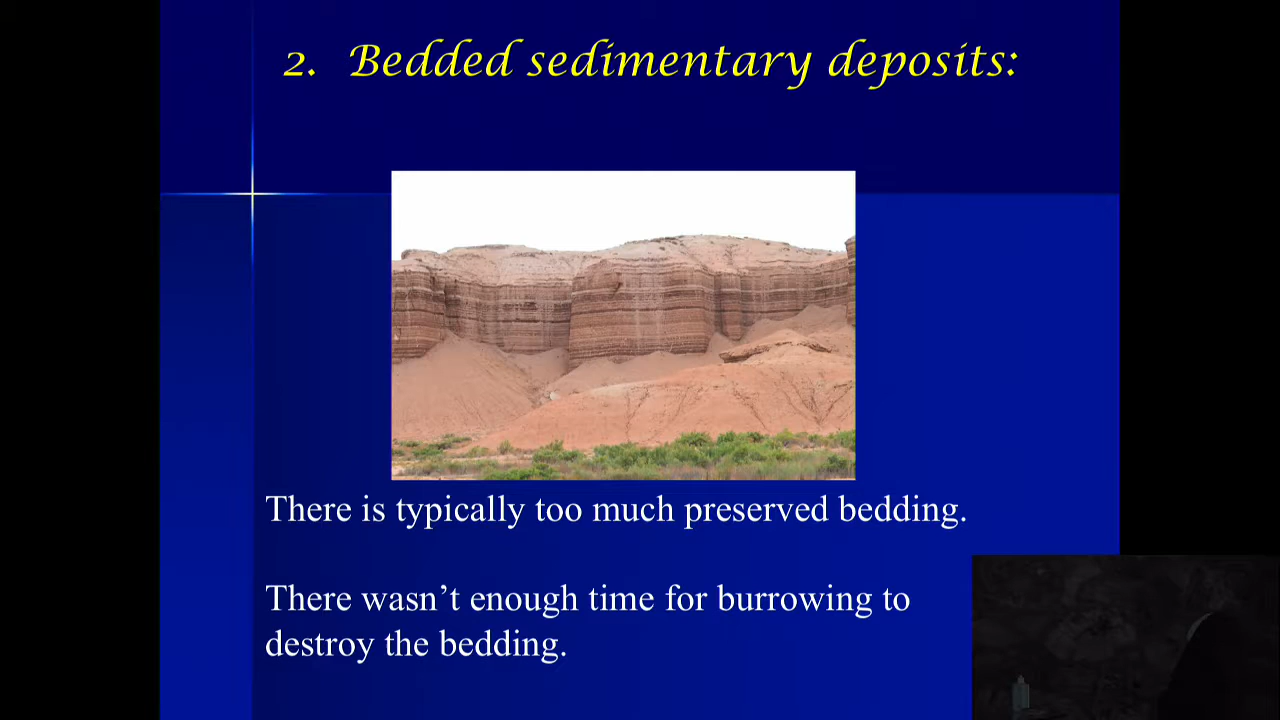 2. Bedded sedimentary deposits:
There is typically too much preserved bedding.
There wasn’t enough time for burrowing to
destroy the bedding.